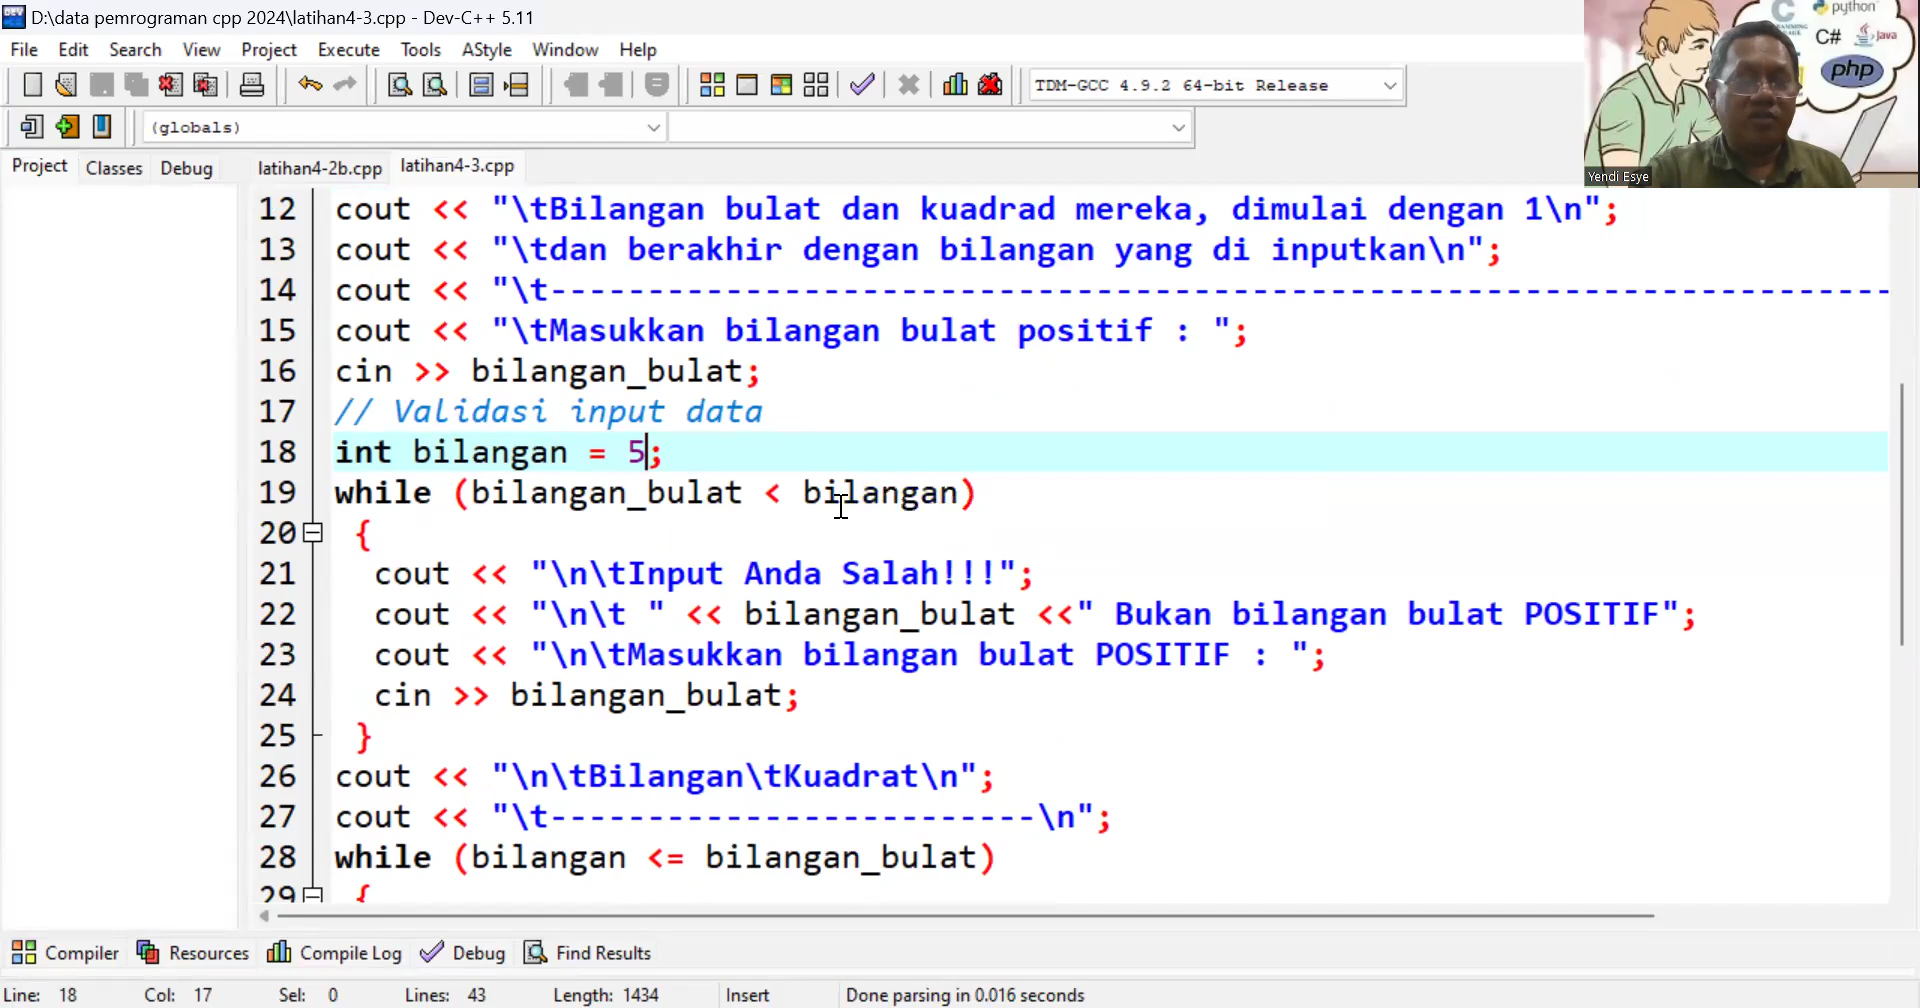 D:\data pemrograman cpp 2024\latihan4-3.cpp - Dev-C++ 5.11
File Edit Search View Project Execute Tools AStyle Window Help
TDM-GCC 4.9.2 64-bit Release
(globals)
Project Classes Debug latihan4-2b.cpp latihan4-3.cpp
python
C# Java
php
Yendi Esye
12 cout << "\tBilangan bulat dan kuadrad mereka, dimulai dengan 1\n";
13 cout << "\tdan berakhir dengan bilangan yang di inputkan\n";
14 cout << "\t---------------------------------------------------------------------
15 cout << "\tMasukkan bilangan bulat positif : ";
16 cin >> bilangan_bulat;
17 // Validasi input data
18 int bilangan = 5;
19 while (bilangan_bulat < bilangan)
20 {
21 cout << "\n\tInput Anda Salah!!!";
22 cout << "\n\t " << bilangan_bulat <<" Bukan bilangan bulat POSITIF";
23 cout << "\n\tMasukkan bilangan bulat POSITIF : ";
24 cin >> bilangan_bulat;
25 }
26 cout << "\n\tBilangan\tKuadrat\n";
27 cout << "\t-------------------------\n";
28 while (bilangan <= bilangan_bulat)
29 {
Compiler Resources Compile Log Debug Find Results
Line: 18 Col: 17 Sel: 0 Lines: 43 Length: 1434 Insert Done parsing in 0.016 seconds